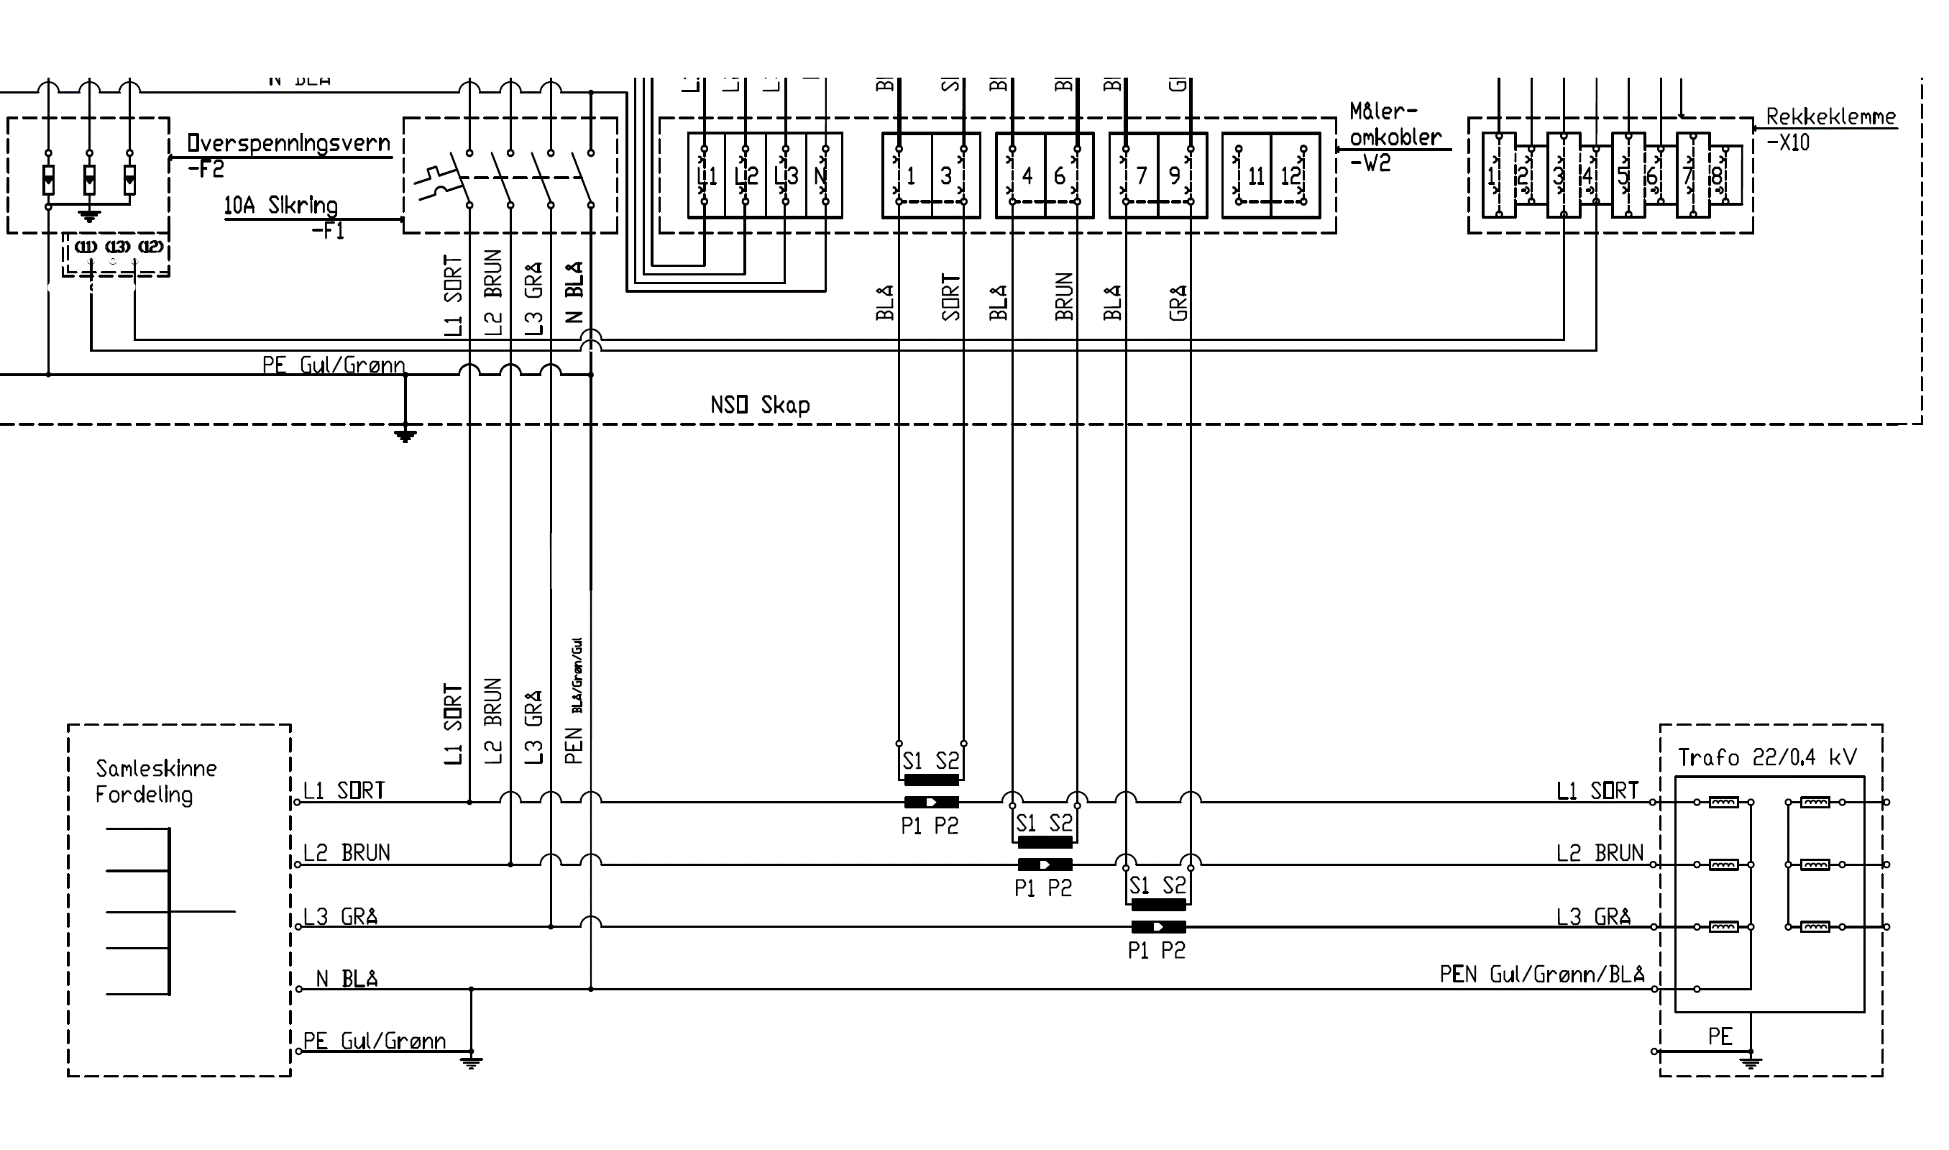 N BLÅ
Overspenningsvern
-F2
10A Sikring
-F1
(11) (13) (12)
L1 SORT
L2 BRUN
L3 GRÅ
N BLÅ
PE Gul/Grønn
L1 L2 L3 N
1 3
4 6
7 9
11 12
Måler-
omkobler
-W2
1 2 3 4 5 6 7 8
Rekkeklemme
-X10
BLÅ
SORT
BLÅ
BRUN
BLÅ
GRÅ
NSD Skap
L1 SORT
L2 BRUN
L3 GRÅ
PEN BLÅ/Grøn/Gul
Samleskinne
Fordeling
L1 SORT
L2 BRUN
L3 GRÅ
N BLÅ
PE Gul/Grønn
S1 S2
P1 P2
S1 S2
P1 P2
S1 S2
P1 P2
Trafo 22/0.4 kV
L1 SORT
L2 BRUN
L3 GRÅ
PEN Gul/Grønn/BLÅ
PE